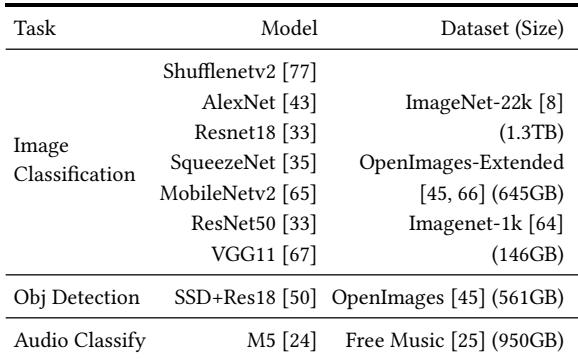 Task Model Dataset (Size)
Shufflenetv2 [77]
AlexNet [43] ImageNet-22k [8]
Resnet18 [33] (1.3TB)
Image
Classification
SqueezeNet [35] OpenImages-Extended
MobileNetv2 [65] [45, 66] (645GB)
ResNet50 [33] Imagenet-1k [64]
VGG11 [67] (146GB)
Obj Detection SSD+Res18 [50] OpenImages [45] (561GB)
Audio Classify M5 [24] Free Music [25] (950GB)